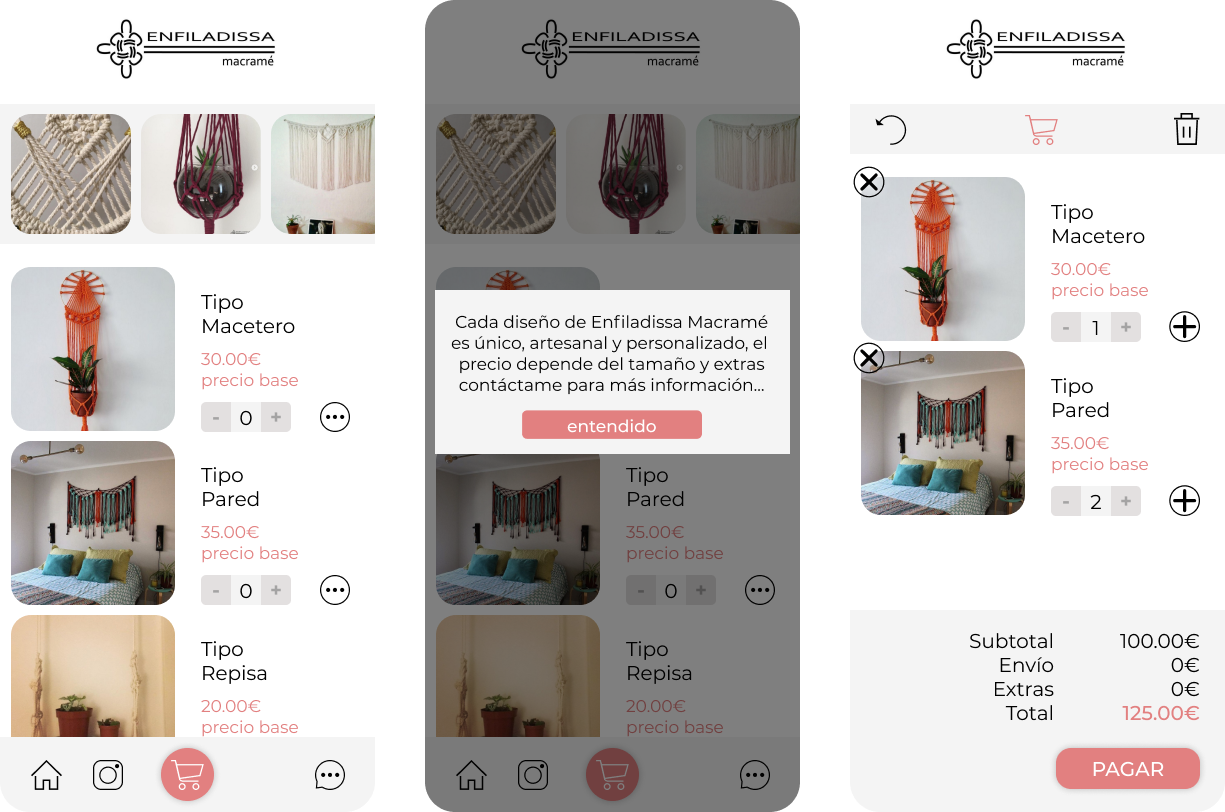 ENFILADISSA
macramé
Tipo
Macetero
30.00€
precio base
- 0 +
Tipo
Pared
35.00€
precio base
- 0 +
Tipo
Repisa
20.00€
precio base
ENFILADISSA
macramé
Cada diseño de Enfiladissa Macramé
es único, artesanal y personalizado, el
precio depende del tamaño y extras
contáctame para más información...
entendido
Tipo
Pared
35.00€
precio base
- 0 +
Tipo
Repisa
20.00€
precio base
ENFILADISSA
macramé
Tipo
Macetero
30.00€
precio base
- 1 +
Tipo
Pared
35.00€
precio base
- 2 +
Subtotal 100.00€
Envío 0€
Extras 0€
Total 125.00€
PAGAR